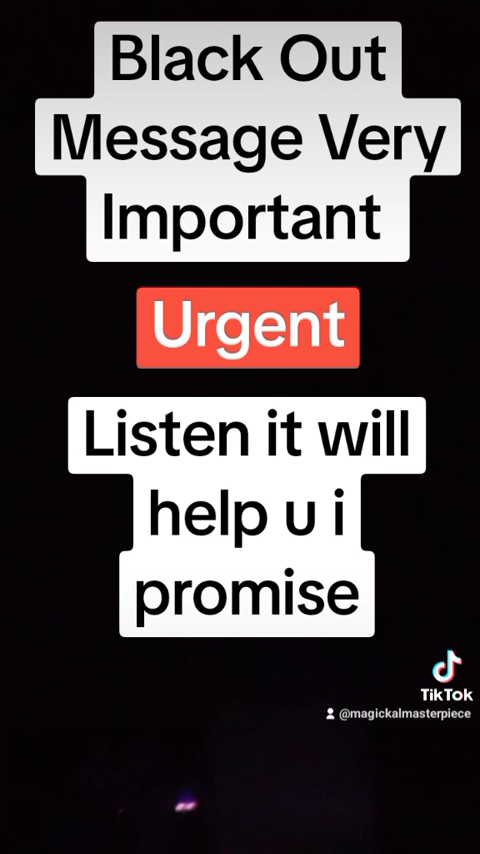 Black Out
Message Very
Important
Urgent
Listen it will
help u i
promise
TikTok
@magickalmasterpiece